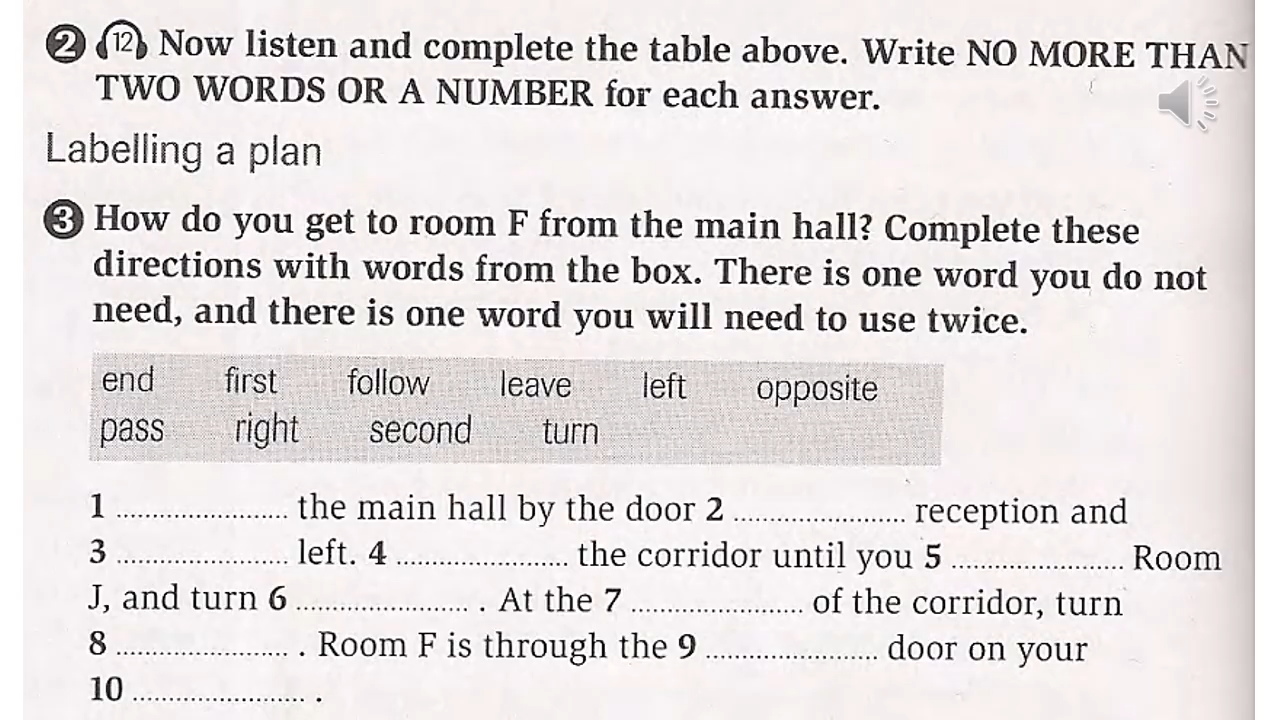 2 12 Now listen and complete the table above. Write NO MORE THAN
TWO WORDS OR A NUMBER for each answer.
Labelling a plan
3 How do you get to room F from the main hall? Complete these
directions with words from the box. There is one word you do not
need, and there is one word you will need to use twice.
end first follow leave left opposite
pass right second turn
1 ...................... the main hall by the door 2 ...................... reception and
3 ...................... left. 4 ...................... the corridor until you 5 ...................... Room
J, and turn 6 ...................... . At the 7 ...................... of the corridor, turn
8 ...................... . Room F is through the 9 ...................... door on your
10 ...................... .